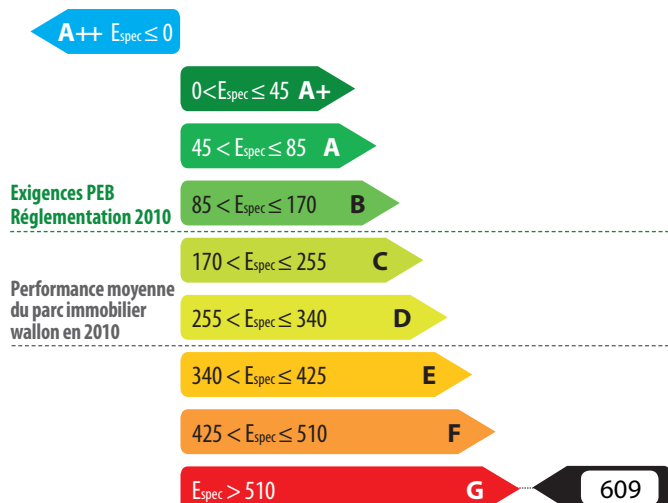 A++ Espec ≤ 0
0<Espec ≤ 45 A+
45 < Espec ≤ 85 A
Exigences PEB
Réglementation 2010
85 < Espec ≤ 170 B
170 < Espec ≤ 255 C
Performance moyenne
du parc immobilier
wallon en 2010
255 < Espec ≤ 340 D
340 < Espec ≤ 425 E
425 < Espec ≤ 510 F
Espec > 510 G 609